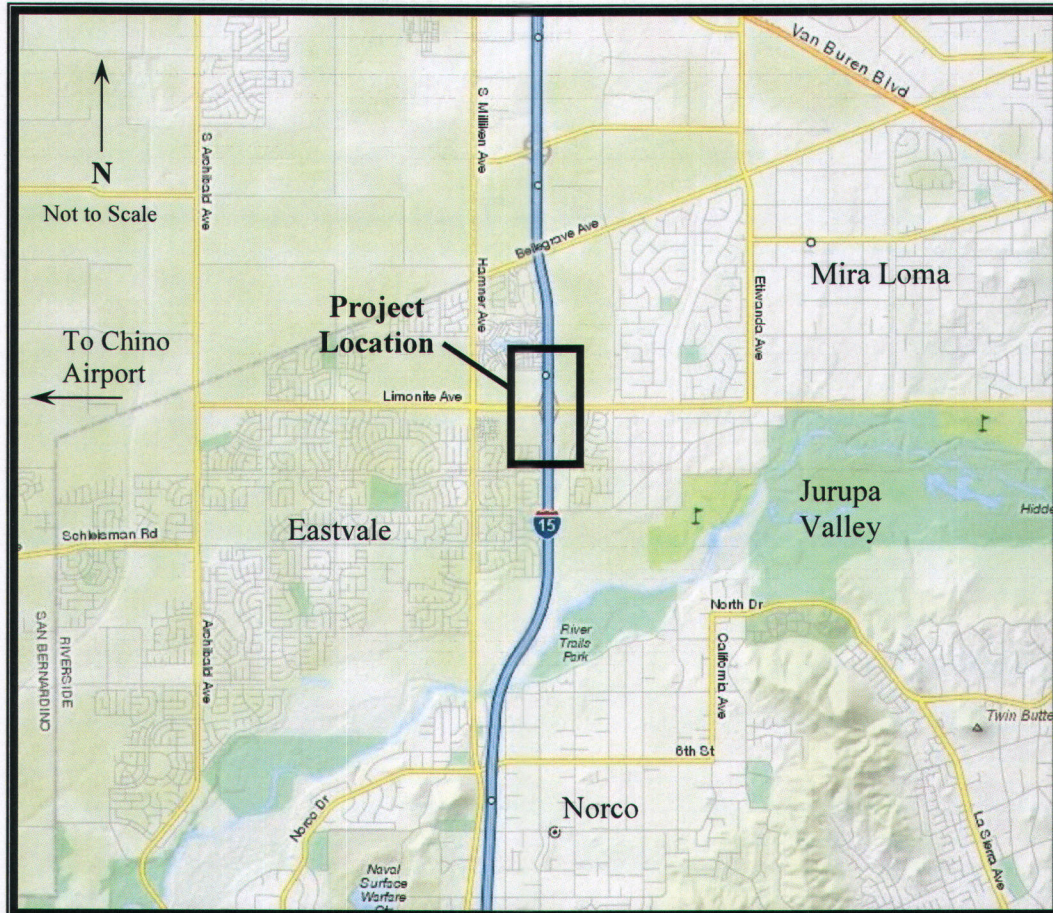 Van Buren Blvd
S Milliken Ave
S Archibald Ave
N
Not to Scale
Bellegrave Ave
Hamner Ave
Mira Loma
Etiwanda Ave
Project
Location
To Chino
Airport
Limonite Ave
Jurupa
Valley
Hidde
15
Eastvale
Schleisman Rd
North Dr
River
Trails
Park
California Ave
RIVERSIDE
SAN BERNARDINO
Archibald Ave
Twin Butte
6th St
Norco Dr
Norco
La Sierra Ave
Naval
Surface
Warfare